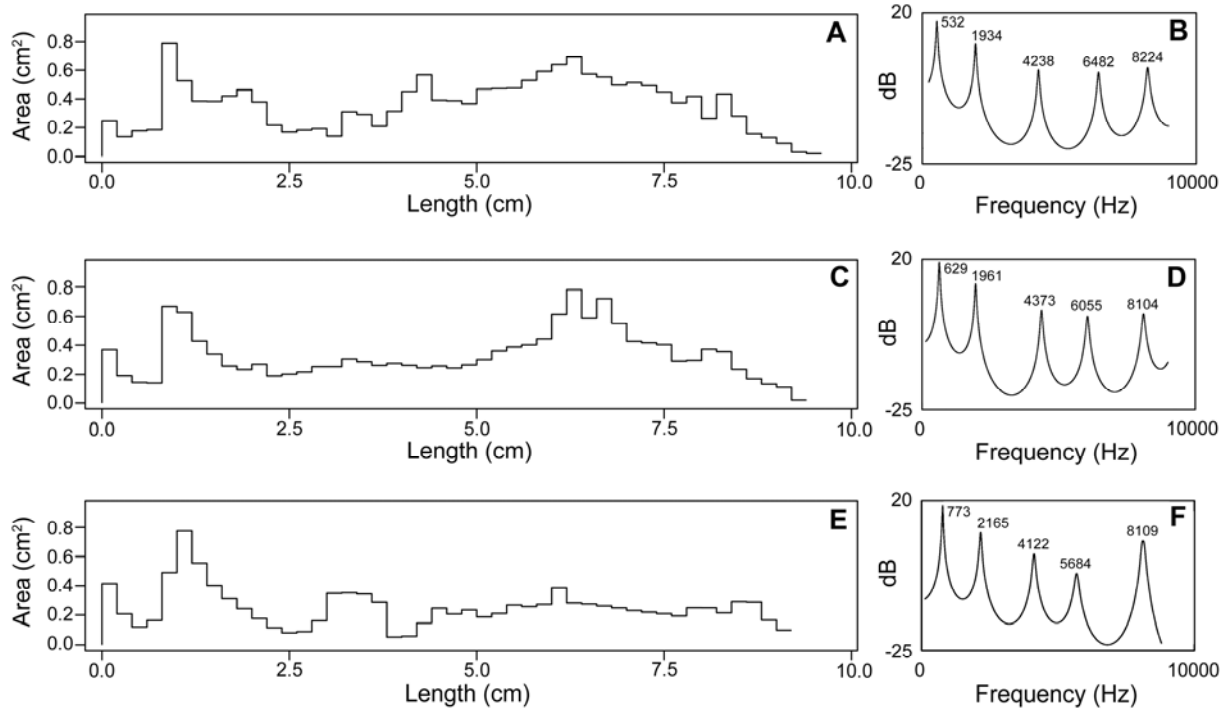 A
Area (cm²)
0.8
0.6
0.4
0.2
0.0
0.0 2.5 5.0 7.5 10.0
Length (cm)
B
20
dB
-25
532
1934
4238
6482
8224
0 10000
Frequency (Hz)
C
Area (cm²)
0.8
0.6
0.4
0.2
0.0
0.0 2.5 5.0 7.5 10.0
Length (cm)
D
20
dB
-25
629
1961
4373
6055
8104
0 10000
Frequency (Hz)
E
Area (cm²)
0.8
0.6
0.4
0.2
0.0
0.0 2.5 5.0 7.5 10.0
Length (cm)
F
20
dB
-25
773
2165
4122
5684
8109
0 10000
Frequency (Hz)